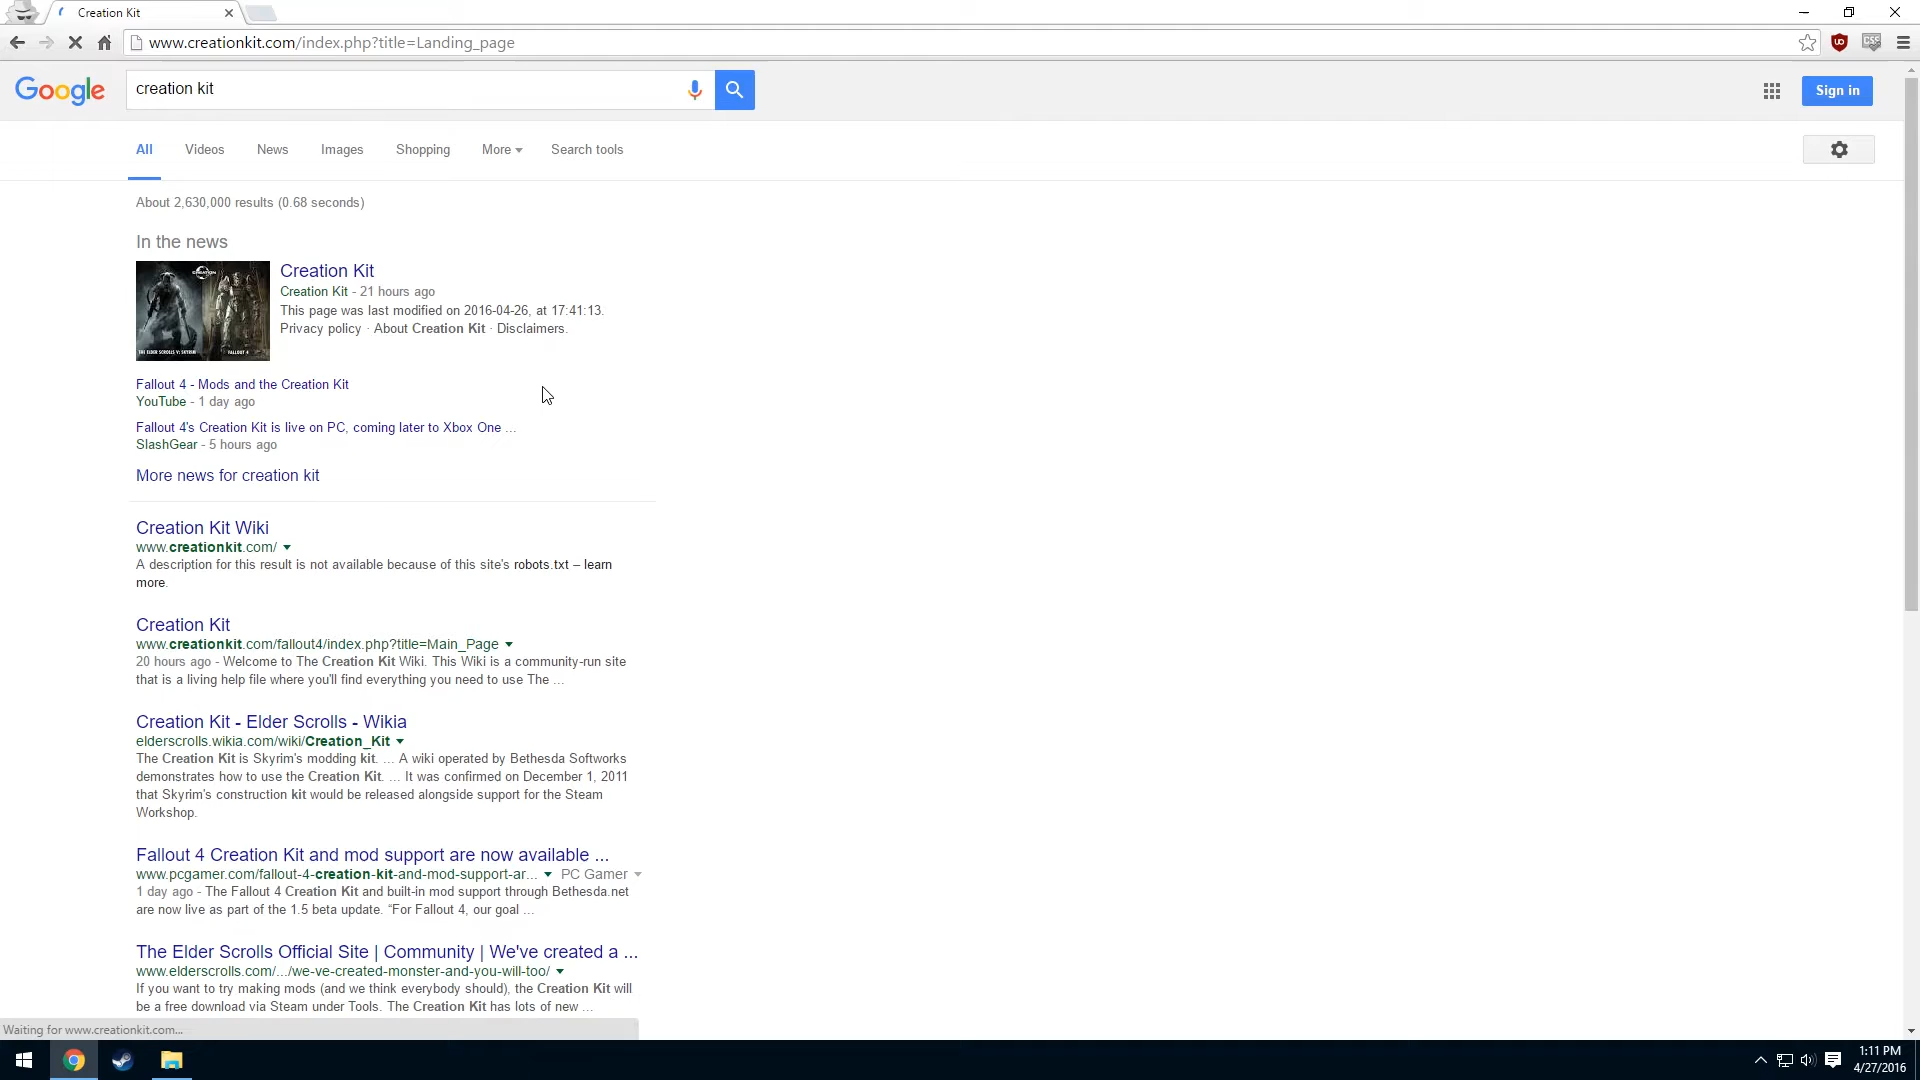 Creation Kit
www.creationkit.com/index.php?title=Landing_page
UD
CSS
Google
creation kit
Sign in
All Videos News Images Shopping More Search tools
About 2,630,000 results (0.68 seconds)
In the news
CREATION
THE ELDER SCROLLS V: SKYRIM FALLOUT 4
Creation Kit
Creation Kit - 21 hours ago
This page was last modified on 2016-04-26, at 17:41:13.
Privacy policy · About Creation Kit · Disclaimers.
Fallout 4 - Mods and the Creation Kit
YouTube - 1 day ago
Fallout 4's Creation Kit is live on PC, coming later to Xbox One ...
SlashGear - 5 hours ago
More news for creation kit
Creation Kit Wiki
www.creationkit.com/
A description for this result is not available because of this site's robots.txt – learn
more.
Creation Kit
www.creationkit.com/fallout4/index.php?title=Main_Page
20 hours ago - Welcome to The Creation Kit Wiki. This Wiki is a community-run site
that is a living help file where you'll find everything you need to use The ...
Creation Kit - Elder Scrolls - Wikia
elderscrolls.wikia.com/wiki/Creation_Kit
The Creation Kit is Skyrim's modding kit. ... A wiki operated by Bethesda Softworks
demonstrates how to use the Creation Kit. ... It was confirmed on December 1, 2011
that Skyrim's construction kit would be released alongside support for the Steam
Workshop.
Fallout 4 Creation Kit and mod support are now available ...
www.pcgamer.com/fallout-4-creation-kit-and-mod-support-ar... PC Gamer
1 day ago - The Fallout 4 Creation Kit and built-in mod support through Bethesda.net
are now live as part of the 1.5 beta update. “For Fallout 4, our goal ...
The Elder Scrolls Official Site | Community | We've created a ...
www.elderscrolls.com/.../we-ve-created-monster-and-you-will-too/
If you want to try making mods (and we think everybody should), the Creation Kit will
be a free download via Steam under Tools. The Creation Kit has lots of new ...
Waiting for www.creationkit.com...
1:11 PM
4/27/2016